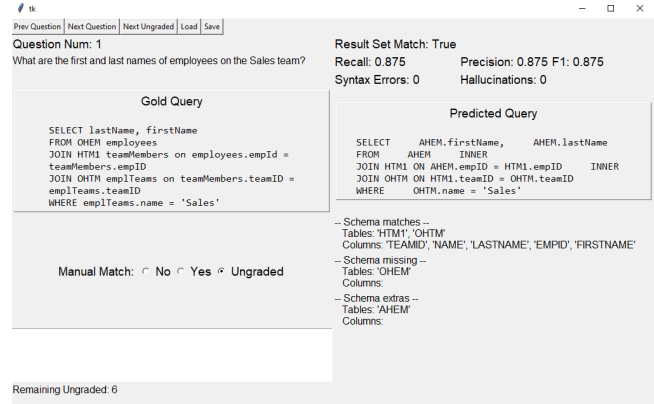 tk
Prev Question Next Question Next Ungraded Load Save
Question Num: 1
What are the first and last names of employees on the Sales team?
Gold Query
SELECT lastName, firstName
FROM OHEM employees
JOIN HTM1 teamMembers on employees.empId =
teamMembers.empID
JOIN OHTM emplTeams on teamMembers.teamID =
emplTeams.teamID
WHERE emplTeams.name = 'Sales'
Manual Match: No Yes Ungraded
Remaining Ungraded: 6
Result Set Match: True
Recall: 0.875 Precision: 0.875 F1: 0.875
Syntax Errors: 0 Hallucinations: 0
Predicted Query
SELECT AHEM.firstName, AHEM.lastName
FROM AHEM INNER
JOIN HTM1 ON AHEM.empID = HTM1.empID INNER
JOIN OHTM ON HTM1.teamID = OHTM.teamID
WHERE OHTM.name = 'Sales'
-- Schema matches --
Tables: 'HTM1', 'OHTM'
Columns: 'TEAMID', 'NAME', 'LASTNAME', 'EMPID', 'FIRSTNAME'
-- Schema missing --
Tables: 'OHEM'
Columns:
-- Schema extras --
Tables: 'AHEM'
Columns: